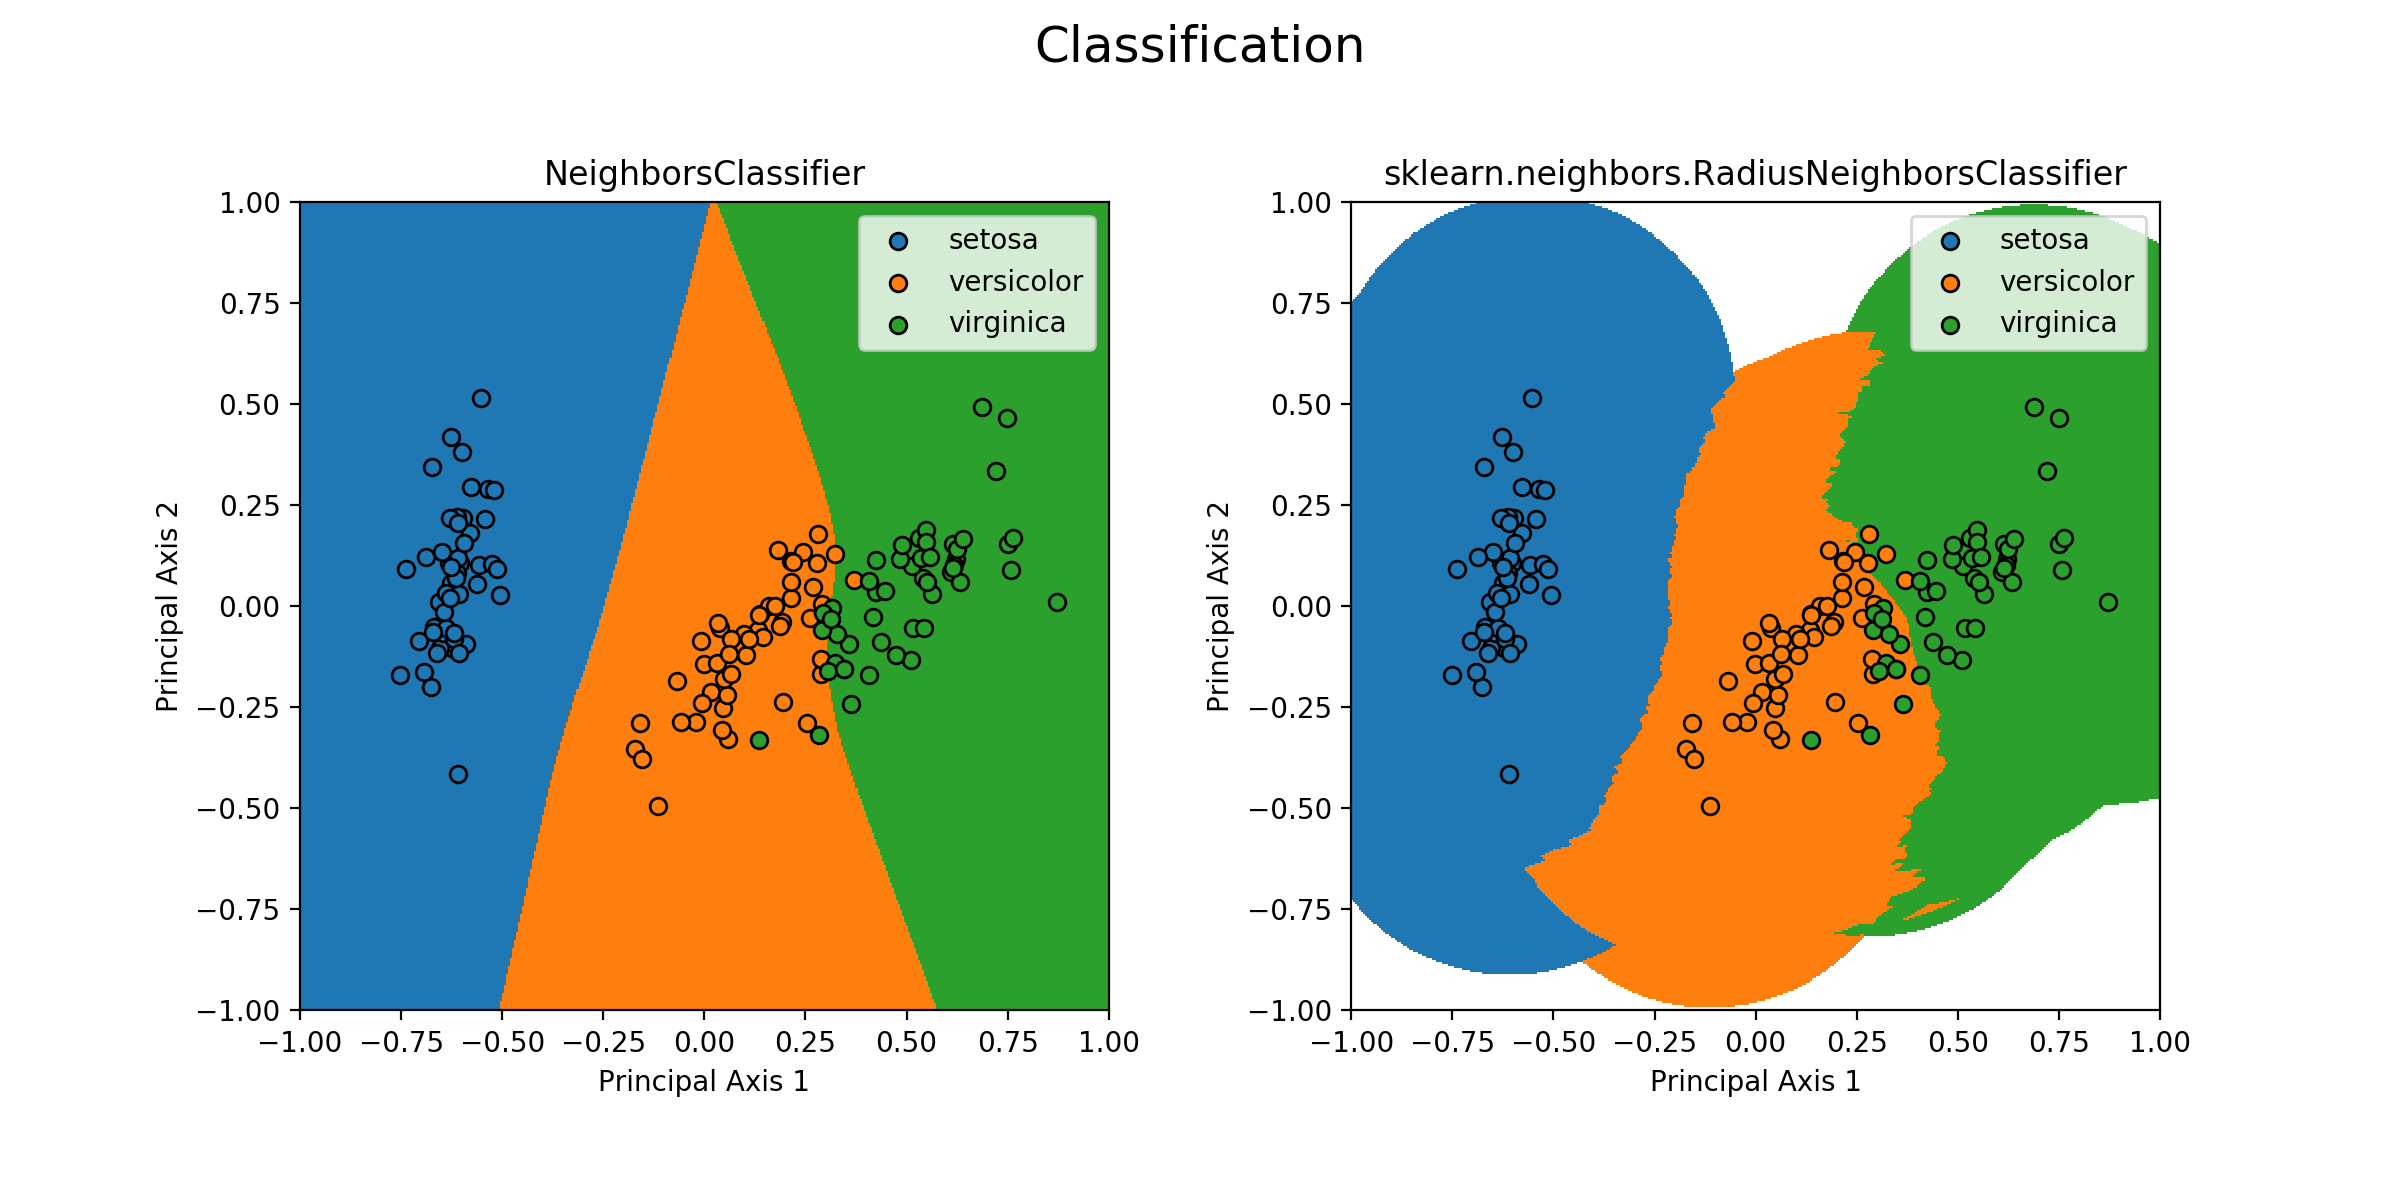 Classification
NeighborsClassifier
1.00
0.75
0.50
0.25
0.00
−0.25
−0.50
−0.75
−1.00
Principal Axis 2
setosa
versicolor
virginica
−1.00 −0.75 −0.50 −0.25 0.00 0.25 0.50 0.75 1.00
Principal Axis 1
sklearn.neighbors.RadiusNeighborsClassifier
1.00
0.75
0.50
0.25
0.00
−0.25
−0.50
−0.75
−1.00
Principal Axis 2
setosa
versicolor
virginica
−1.00 −0.75 −0.50 −0.25 0.00 0.25 0.50 0.75 1.00
Principal Axis 1